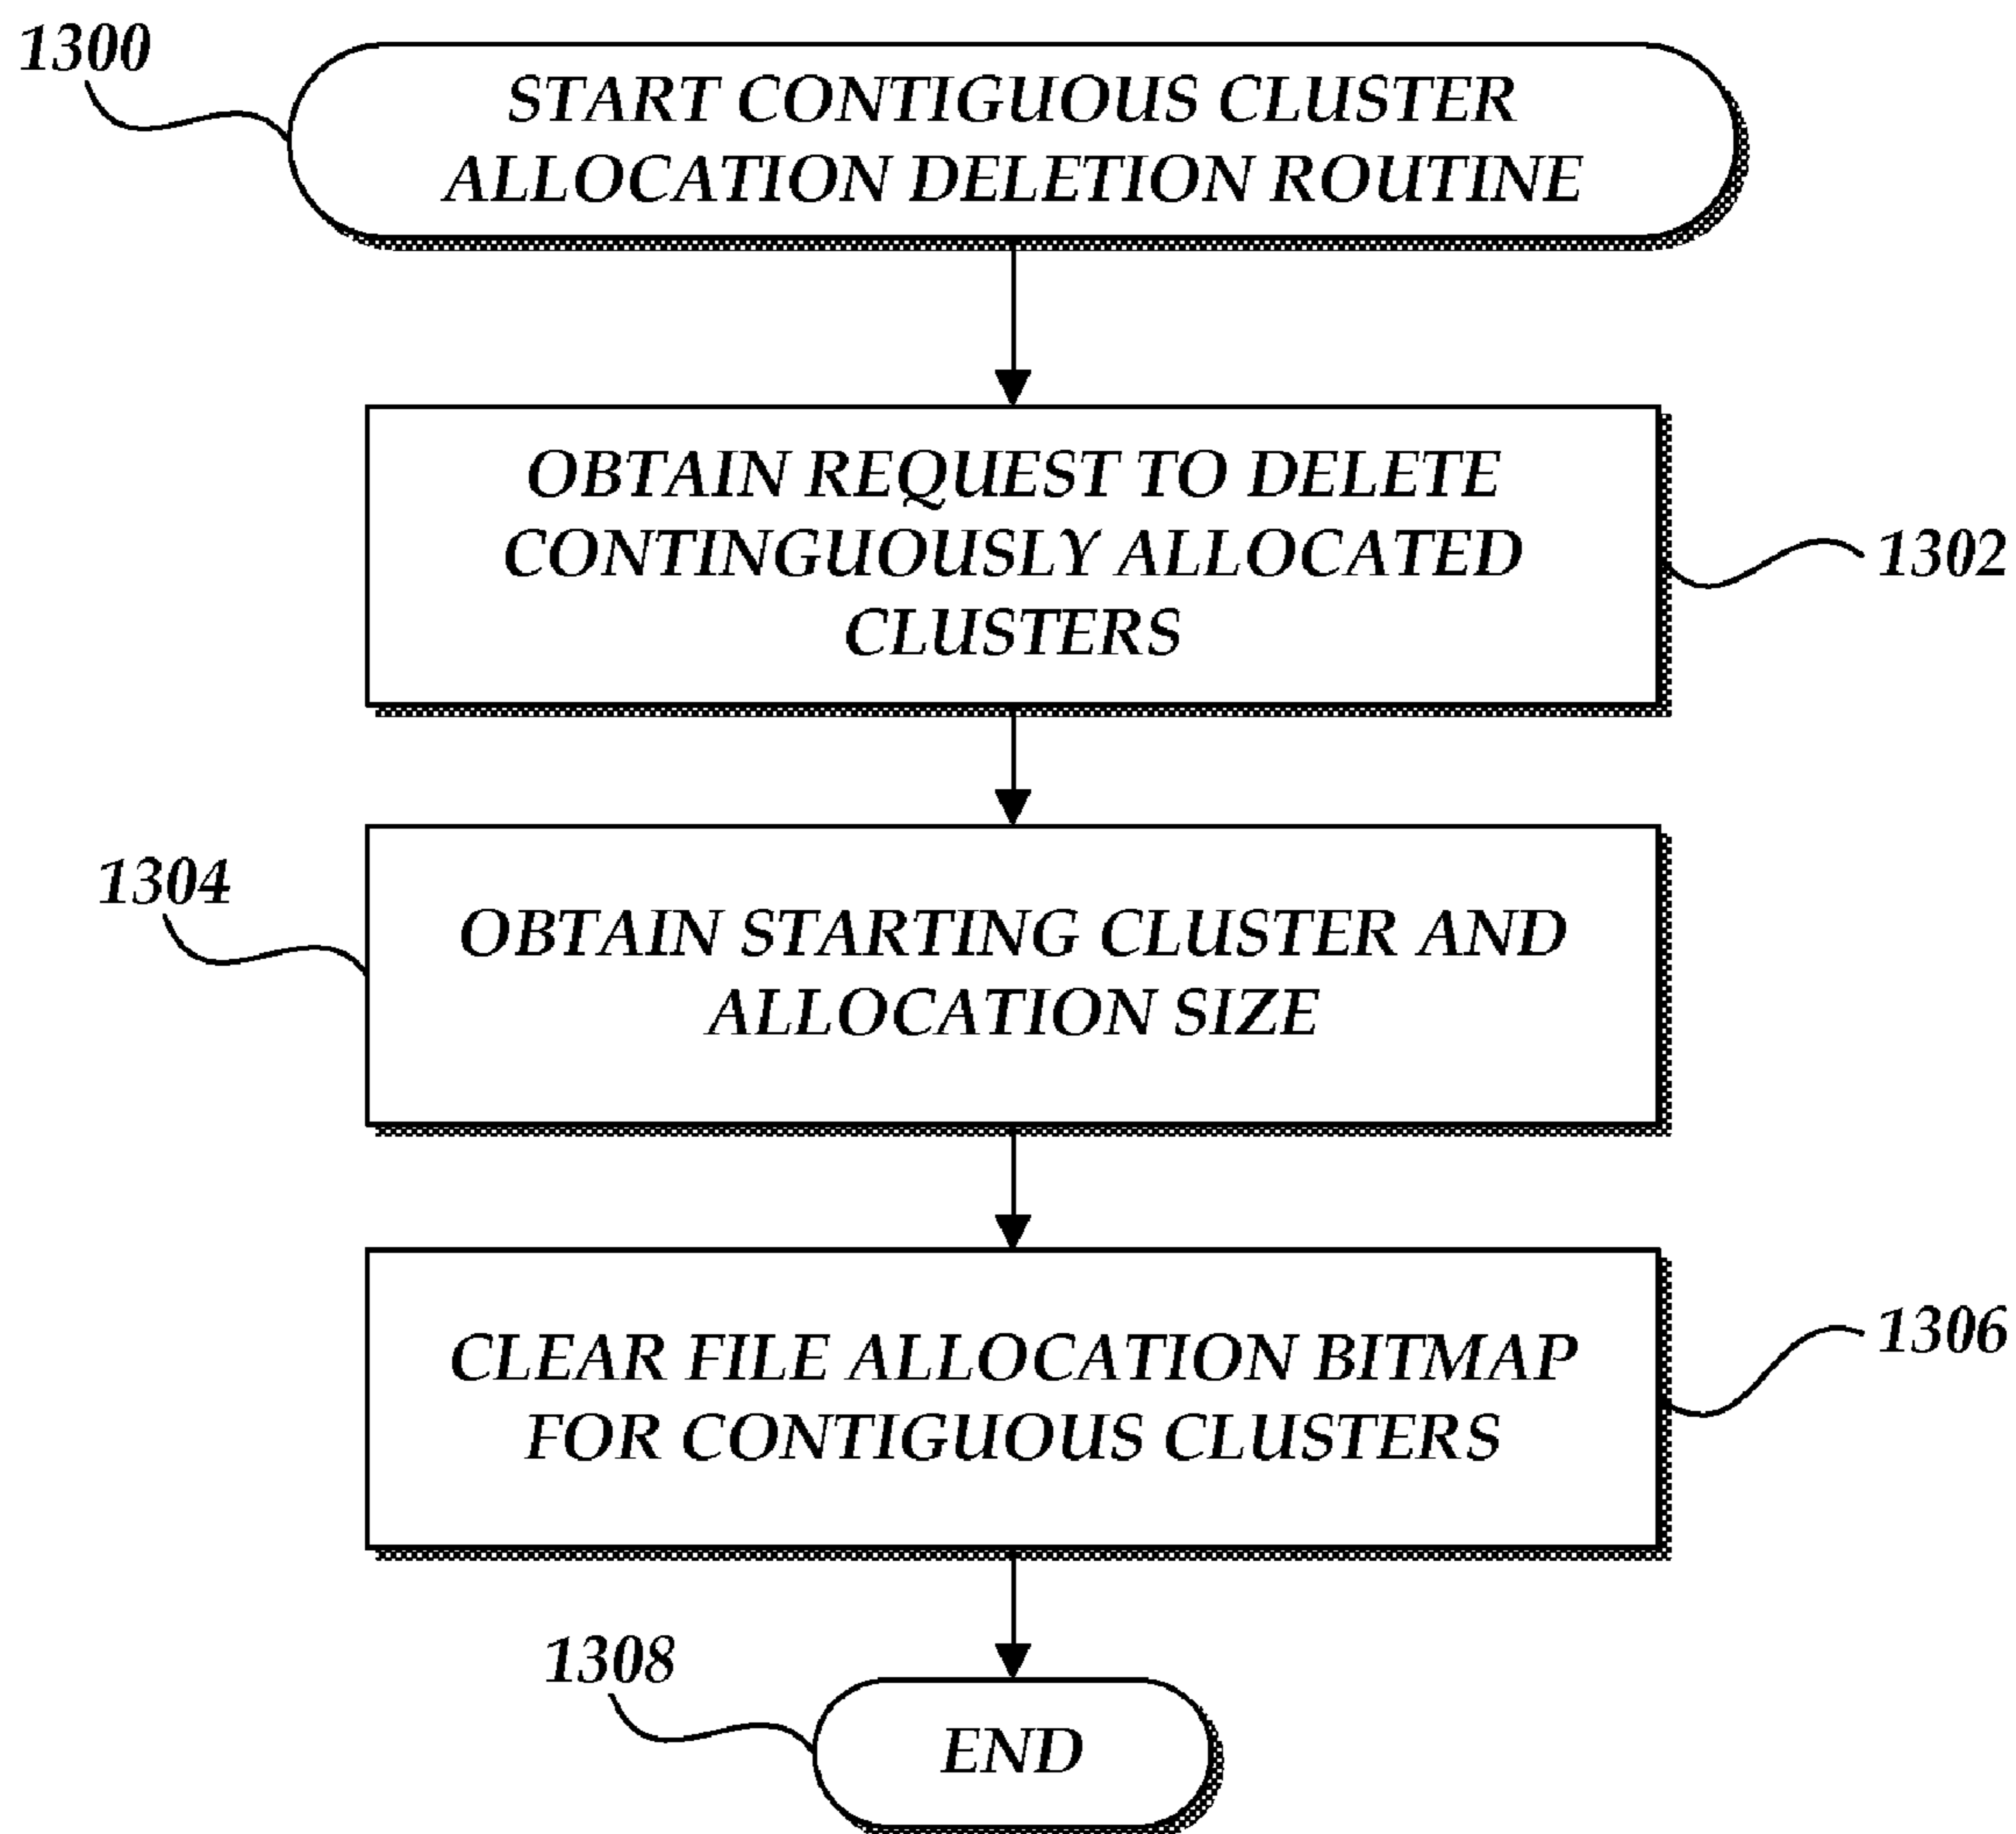 1300
START CONTIGUOUS CLUSTER
ALLOCATION DELETION ROUTINE
OBTAIN REQUEST TO DELETE
CONTINGUOUSLY ALLOCATED
CLUSTERS
1302
1304
OBTAIN STARTING CLUSTER AND
ALLOCATION SIZE
CLEAR FILE ALLOCATION BITMAP
FOR CONTIGUOUS CLUSTERS
1306
1308
END